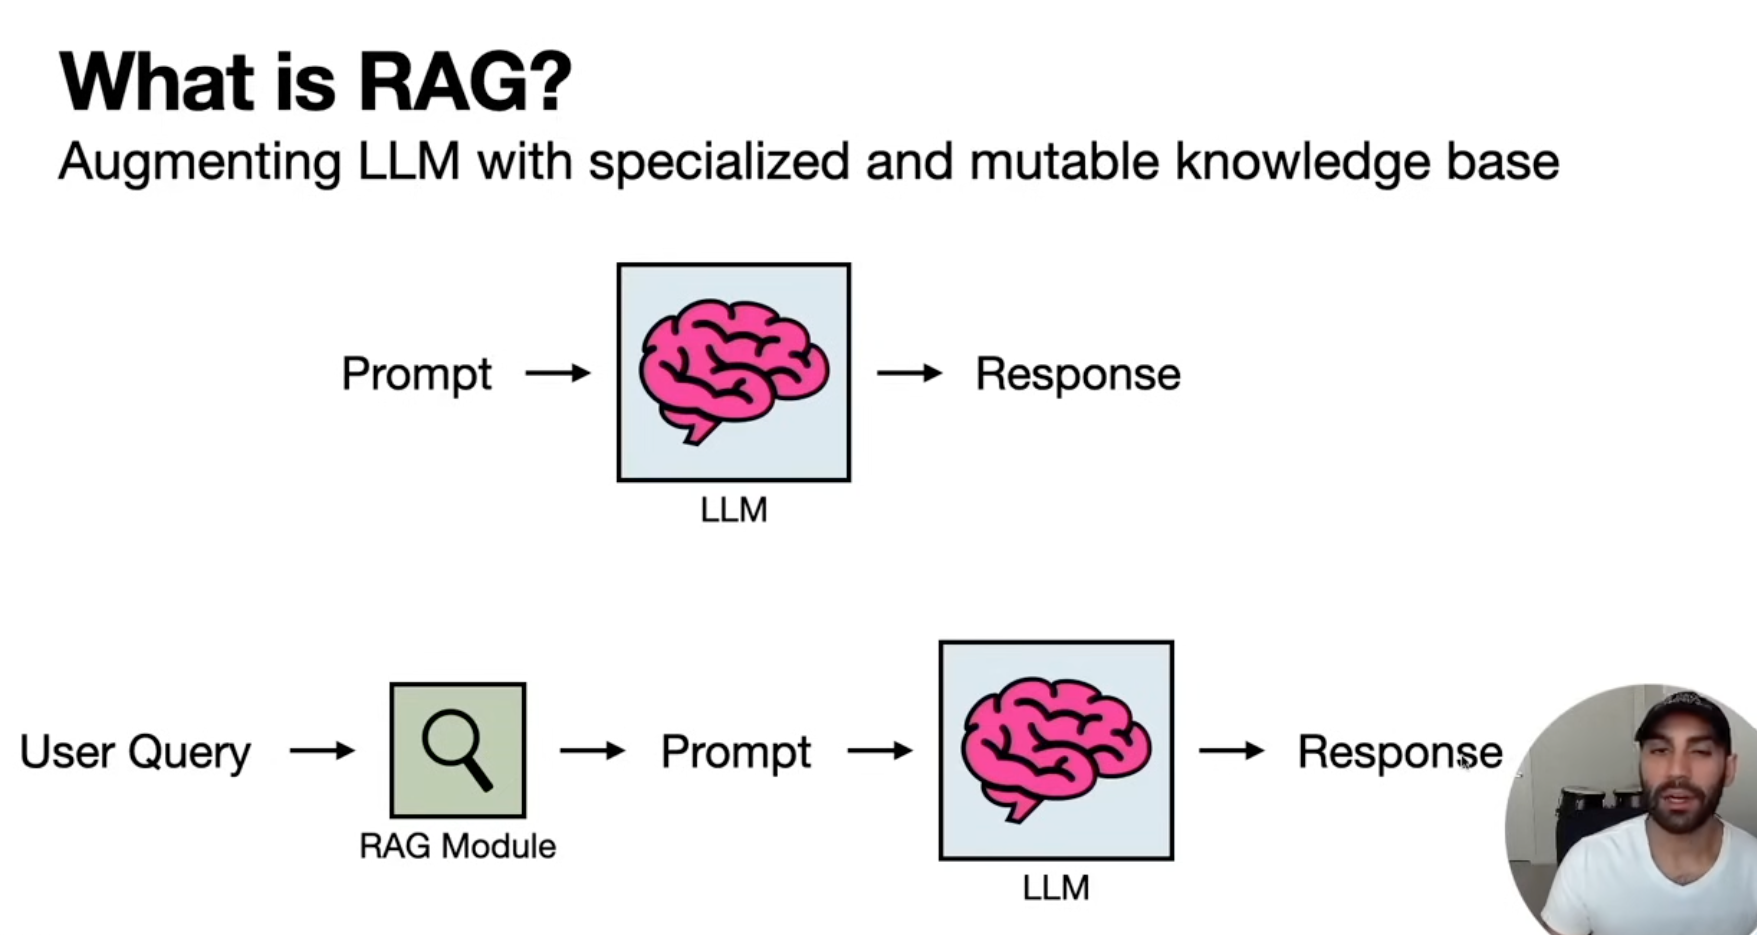 What is RAG?
Augmenting LLM with specialized and mutable knowledge base
Prompt
Response
LLM
User Query
Prompt
Response
RAG Module
LLM